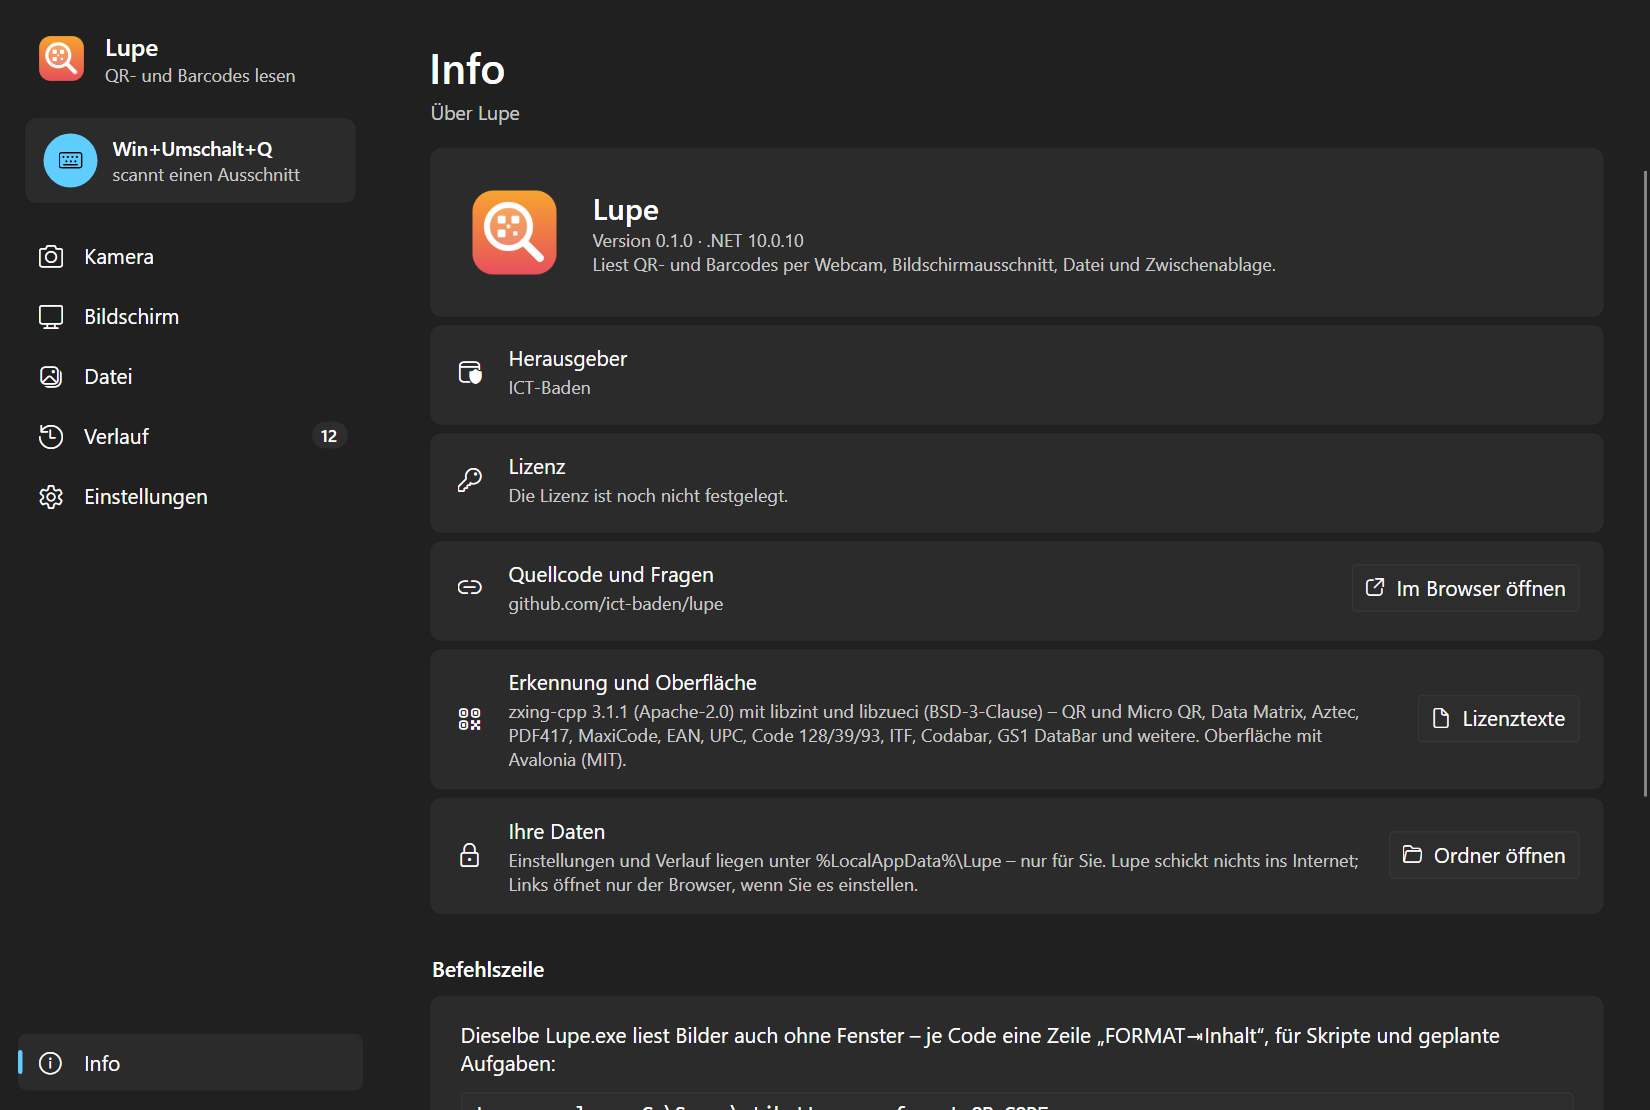 Lupe
QR- und Barcodes lesen
Win+Umschalt+Q
scannt einen Ausschnitt
Kamera
Bildschirm
Datei
Verlauf
12
Einstellungen
Info
Info
Über Lupe
Lupe
Version 0.1.0 · .NET 10.0.10
Liest QR- und Barcodes per Webcam, Bildschirmausschnitt, Datei und Zwischenablage.
Herausgeber
ICT-Baden
Lizenz
Die Lizenz ist noch nicht festgelegt.
Quellcode und Fragen
github.com/ict-baden/lupe
Im Browser öffnen
Erkennung und Oberfläche
zxing-cpp 3.1.1 (Apache-2.0) mit libzint und libzueci (BSD-3-Clause) – QR und Micro QR, Data Matrix, Aztec,
PDF417, MaxiCode, EAN, UPC, Code 128/39/93, ITF, Codabar, GS1 DataBar und weitere. Oberfläche mit
Avalonia (MIT).
Lizenztexte
Ihre Daten
Einstellungen und Verlauf liegen unter %LocalAppData%\Lupe – nur für Sie. Lupe schickt nichts ins Internet;
Links öffnet nur der Browser, wenn Sie es einstellen.
Ordner öffnen
Befehlszeile
Dieselbe Lupe.exe liest Bilder auch ohne Fenster – je Code eine Zeile „FORMAT⇥Inhalt“, für Skripte und geplante
Aufgaben: